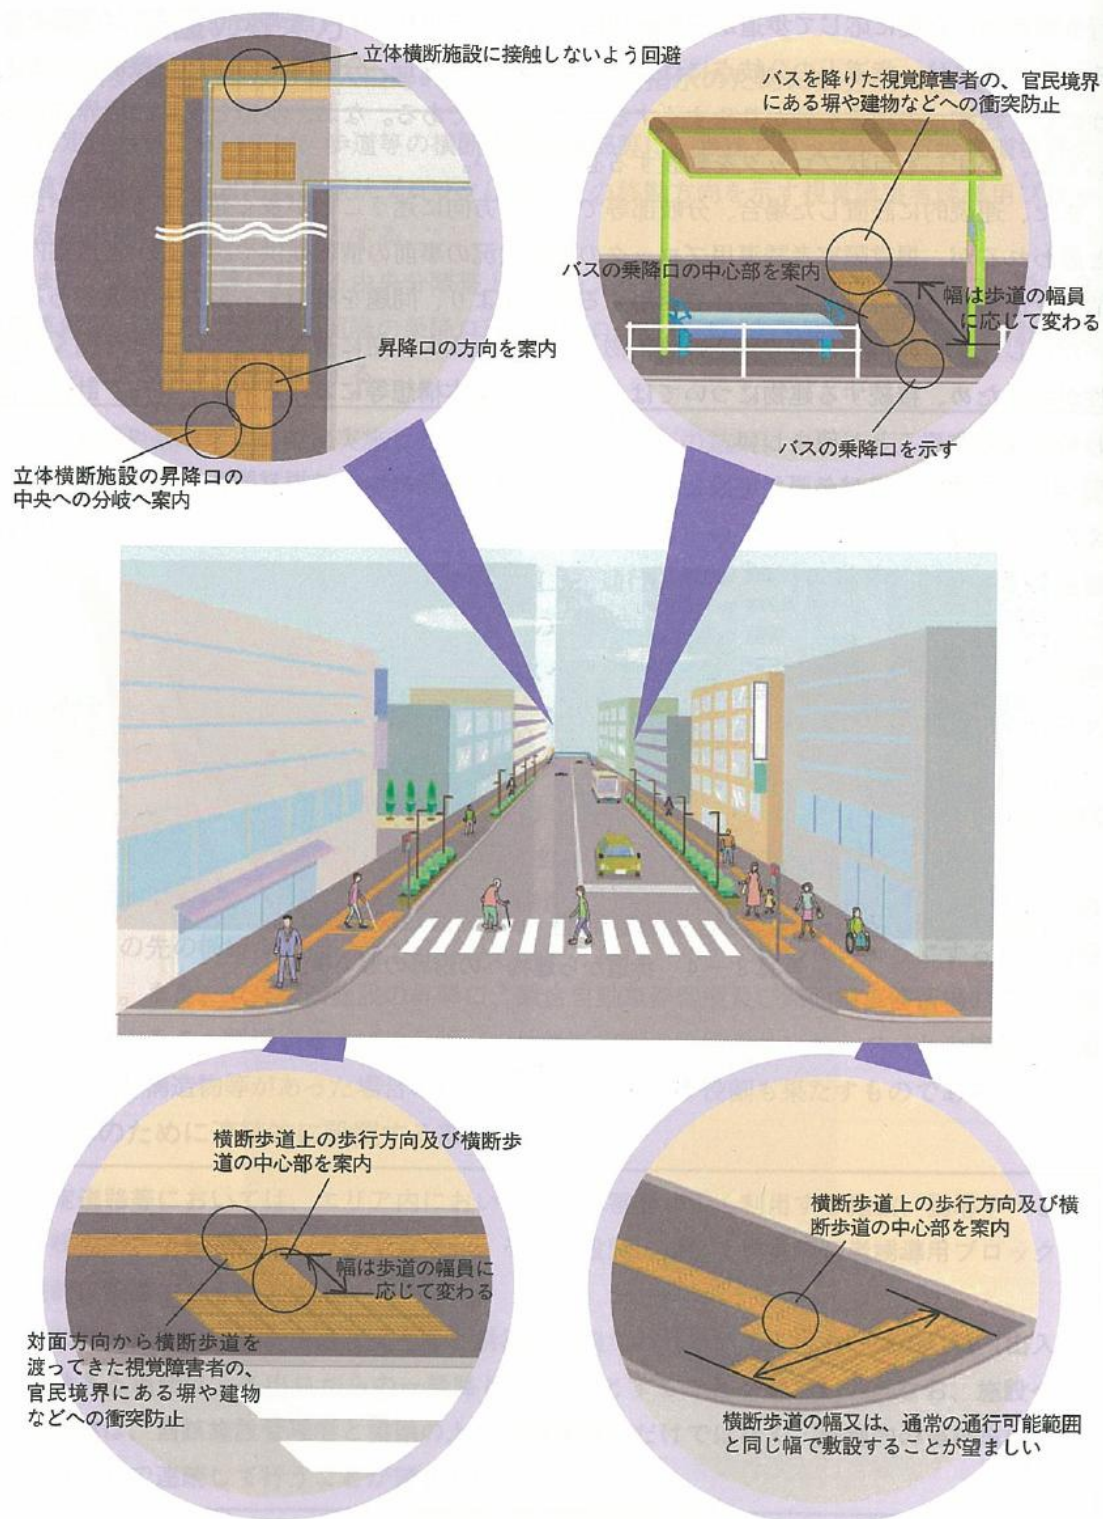 立体横断施設に接触しないよう回避
昇降口の方向を案内
立体横断施設の昇降口の
中央への分岐へ案内
バスを降りた視覚障害者の、官民境界
にある塀や建物などへの衝突防止
バスの乗降口の中心部を案内
幅は歩道の幅員
に応じて変わる
バスの乗降口を示す
横断歩道上の歩行方向及び横断歩
道の中心部を案内
幅は歩道の幅員に
応じて変わる
対面方向から横断歩道を
渡ってきた視覚障害者の、
官民境界にある塀や建物
などへの衝突防止
横断歩道上の歩行方向及び横
断歩道の中心部を案内
横断歩道の幅又は、通常の通行可能範囲
と同じ幅で敷設することが望ましい